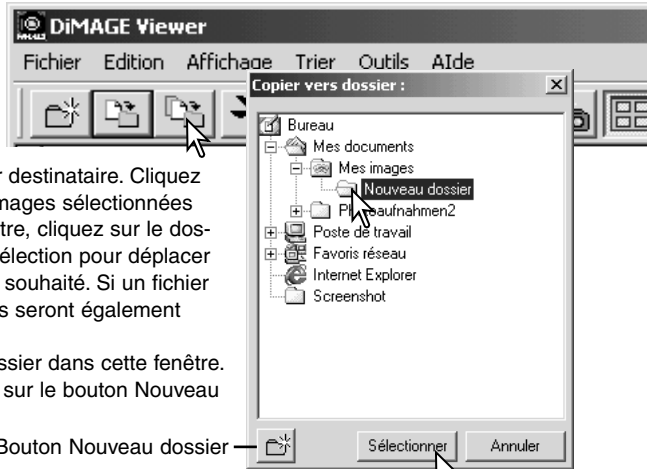 DiMAGE Viewer
Fichier Edition Affichage Trier Outils AIde
Copier vers dossier :
Bureau
Mes documents
Mes images
Nouveau dossier
Poste de travail
Favoris réseau
Internet Explorer
Screenshot
Sélectionner Annuler
destinataire. Cliquez
images sélectionnées
tre, cliquez sur le dos-
élection pour déplacer
souhaité. Si un fichier
s seront également
ssier dans cette fenêtre.
sur le bouton Nouveau
Bouton Nouveau dossier